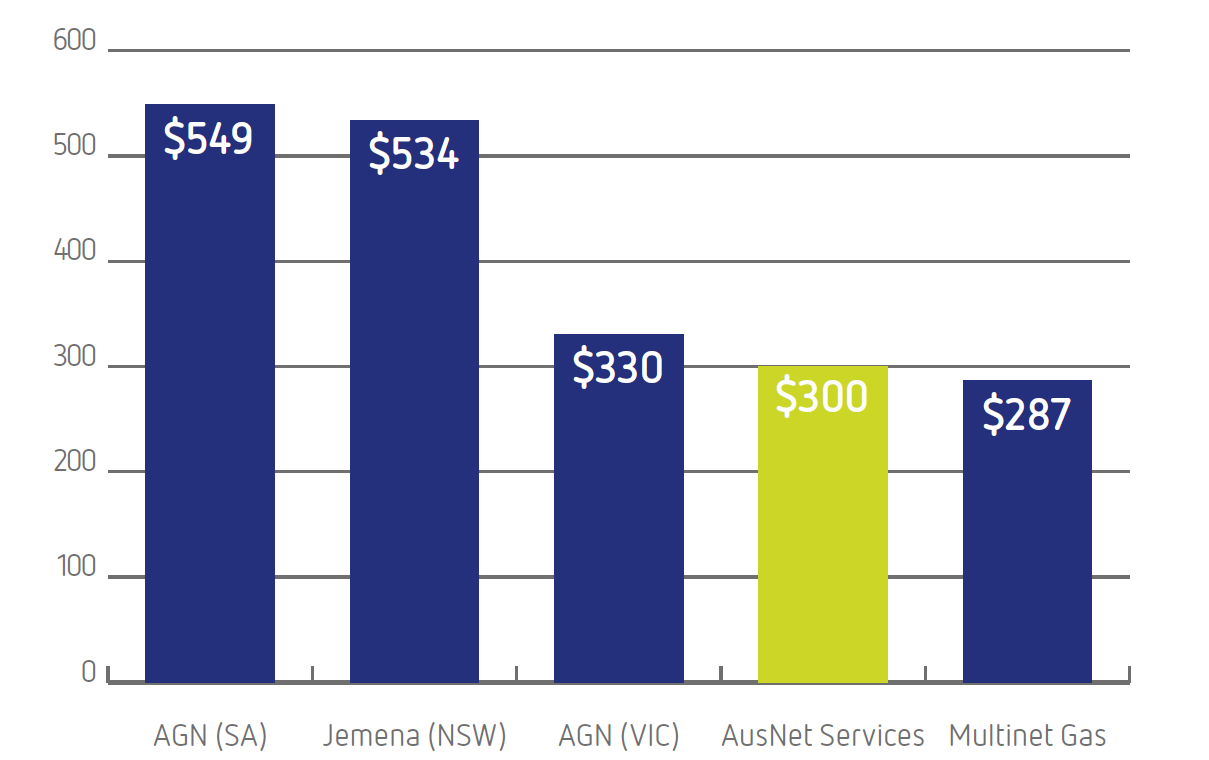 600
500
400
300
200
100
0
$549
$534
$330
$300
$287
AGN (SA)
Jemena (NSW)
AGN (VIC)
AusNet Services
Multinet Gas